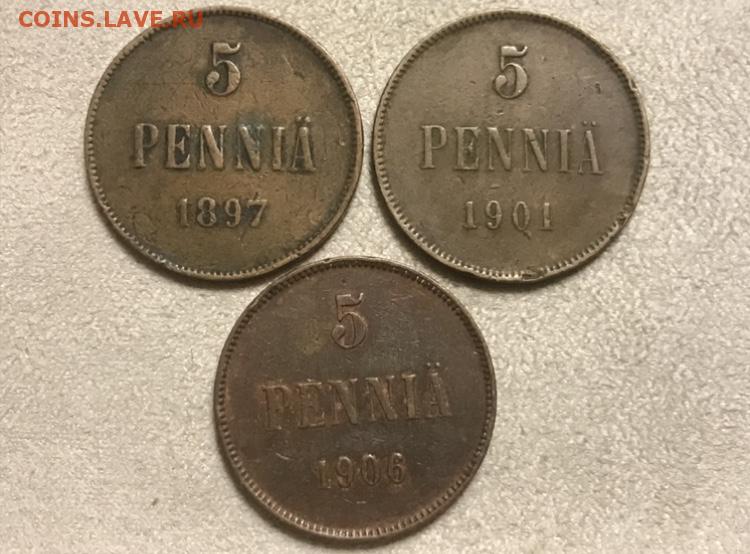 COINS.LAVE.RU
5
PENNIÄ
1897
5
PENNIÄ
1901
5
PENNIÄ
1906